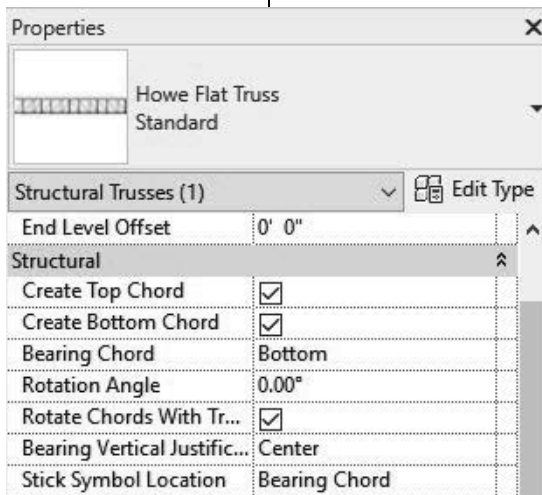 Properties
Howe Flat Truss
Standard
Structural Trusses (1)
Edit Type
End Level Offset 0' 0"
Structural
Create Top Chord
Create Bottom Chord
Bearing Chord Bottom
Rotation Angle 0.00°
Rotate Chords With Tr...
Bearing Vertical Justific... Center
Stick Symbol Location Bearing Chord